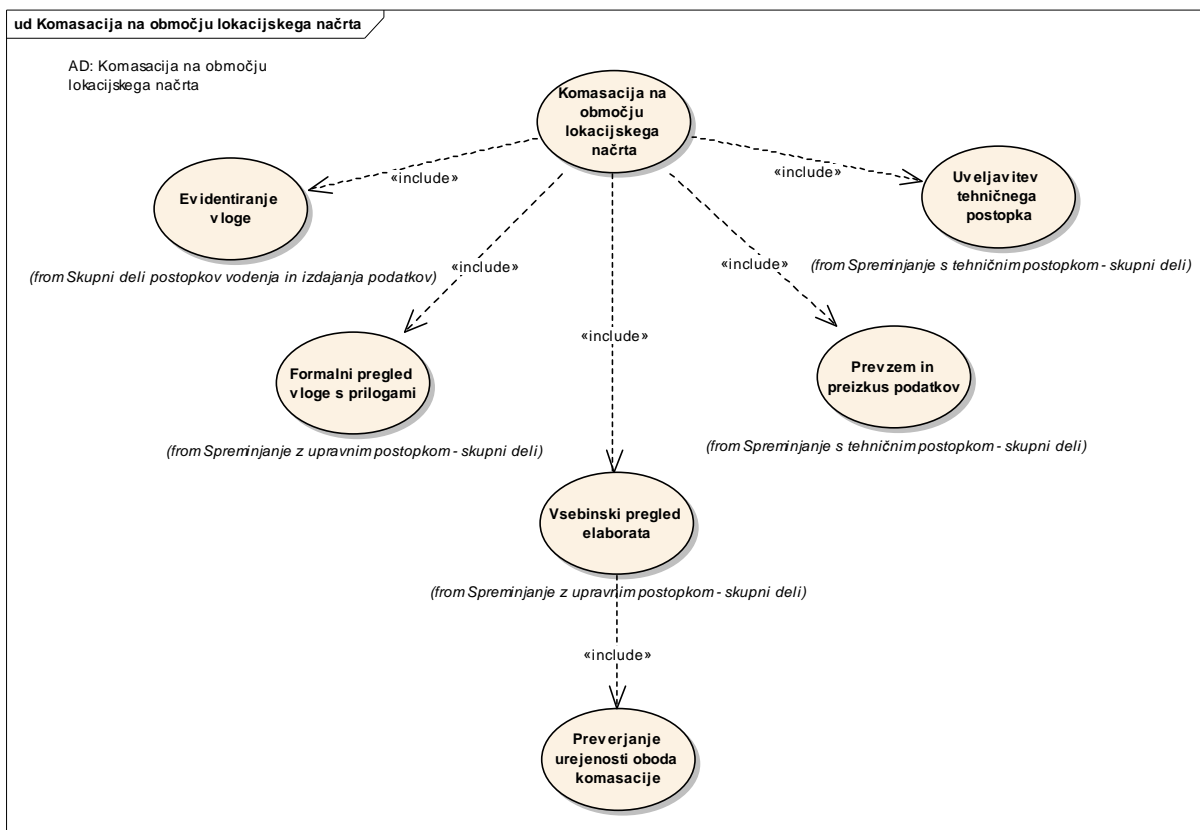 ud Komasacija na območju lokacijskega načrta
AD: Komasacija na območju
lokacijskega načrta
Komasacija na
območju
lokacijskega
načrta
«include»
«include»
«include»
«include»
«include»
Evidentiranje
vloge
(from Skupni deli postopkov vodenja in izdajanja podatkov)
Uveljavitev
tehničnega
postopka
(from Spreminjanje s tehničnim postopkom - skupni deli)
Formalni pregled
vloge s prilogami
(from Spreminjanje z upravnim postopkom - skupni deli)
Prevzem in
preizkus podatkov
(from Spreminjanje s tehničnim postopkom - skupni deli)
Vsebinski pregled
elaborata
(from Spreminjanje z upravnim postopkom - skupni deli)
«include»
Preverjanje
urejenosti oboda
komasacije